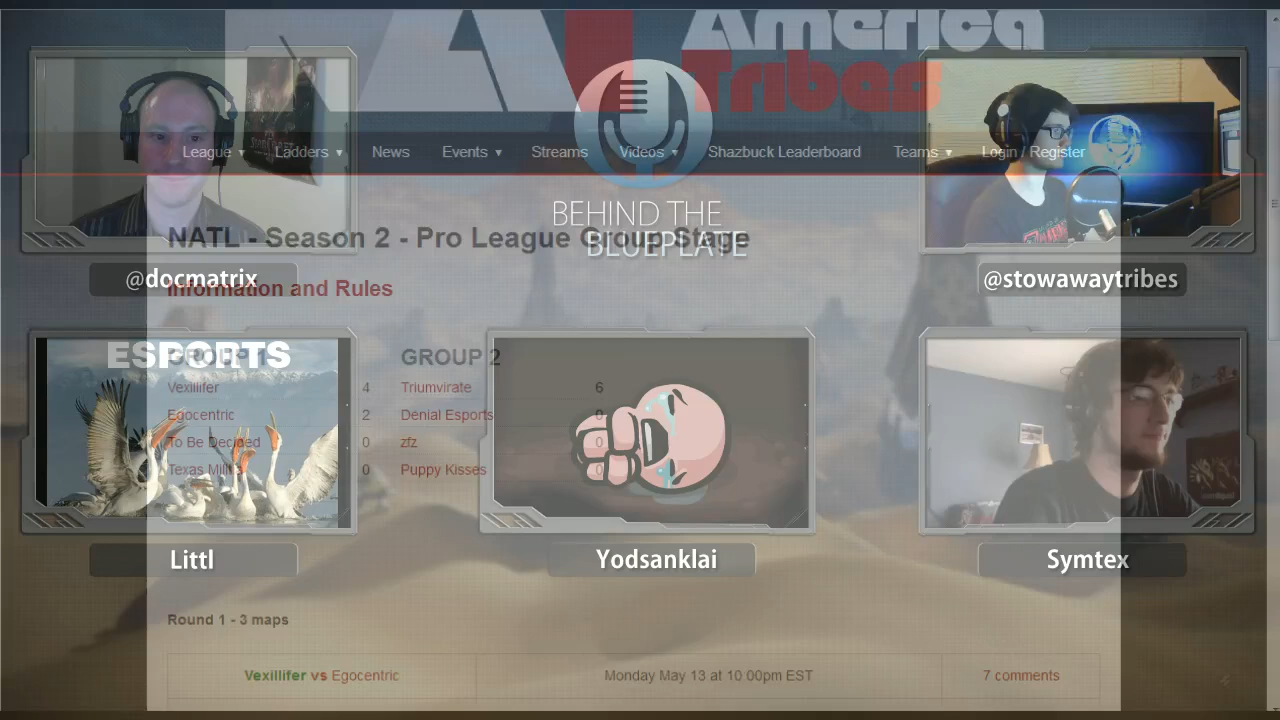 America
Tribes
League ▾ Ladders ▾ News Events ▾ Streams Videos ▾ Shazbuck Leaderboard Teams ▾ Login / Register
BEHIND THE
BLUEPLATE
NATL - Season 2 - Pro League Group Stage
@docmatrix
@stowawaytribes
Information and Rules
ESPORTS
GROUP 1
GROUP 2
Vexillifer 4 Triumvirate 6
Egocentric 2 Denial Esports 0
To Be Decided 0 zfz 0
Texas Militia 0 Puppy Kisses 0
Littl
Yodsanklai
Symtex
Round 1 - 3 maps
Vexillifer vs Egocentric Monday May 13 at 10:00pm EST 7 comments